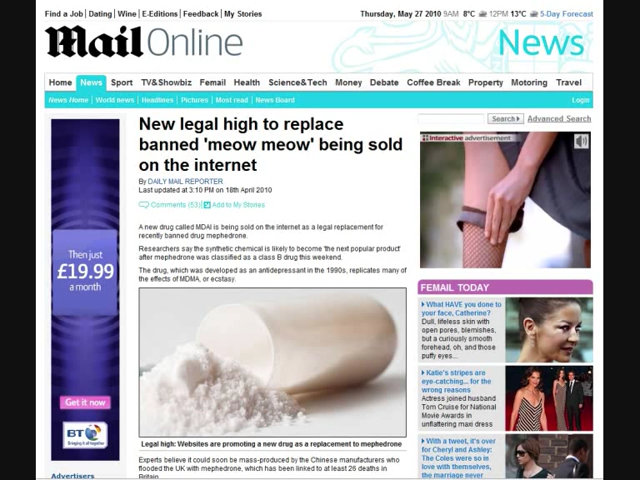 Find a Job | Dating | Wine | E-Editions | Feedback | My Stories
Thursday, May 27 2010 9AM 8°C 12PM 13°C 5-Day Forecast
Mail Online
News
Home News Sport TV&Showbiz Femail Health Science&Tech Money Debate Coffee Break Property Motoring Travel
News Home | World news | Headlines | Pictures | Most read | News Board
Login
New legal high to replace
banned 'meow meow' being sold
on the internet
By DAILY MAIL REPORTER
Last updated at 3:10 PM on 18th April 2010
Comments (53) Add to My Stories
A new drug called MDAI is being sold on the internet as a legal replacement for
recently banned drug mephedrone.
Researchers say the synthetic chemical is likely to become 'the next popular product'
after mephedrone was classified as a class B drug this weekend.
The drug, which was developed as an antidepressant in the 1990s, replicates many of
the effects of MDMA, or ecstasy.
Legal high: Websites are promoting a new drug as a replacement to mephedrone
Experts believe it could soon be mass-produced by the Chinese manufacturers who
flooded the UK with mephedrone, which has been linked to at least 26 deaths in
Britain.
Then just
£19.99
a month
Get it now
BT
Bringing it all together
Advertisers
Search Advanced Search
Interactive advertisement
FEMAIL TODAY
What HAVE you done to
your face, Catherine?
Dull, lifeless skin with
open pores, blemishes,
but a curiously smooth
forehead, oh, and those
puffy eyes...
Katie's stripes are
eye-catching... for the
wrong reasons
Actress joined husband
Tom Cruise for National
Movie Awards in
unflattering maxi dress
With a tweet, it's over
for Cheryl and Ashley:
The Coles were so in
love with themselves,
the marriage never